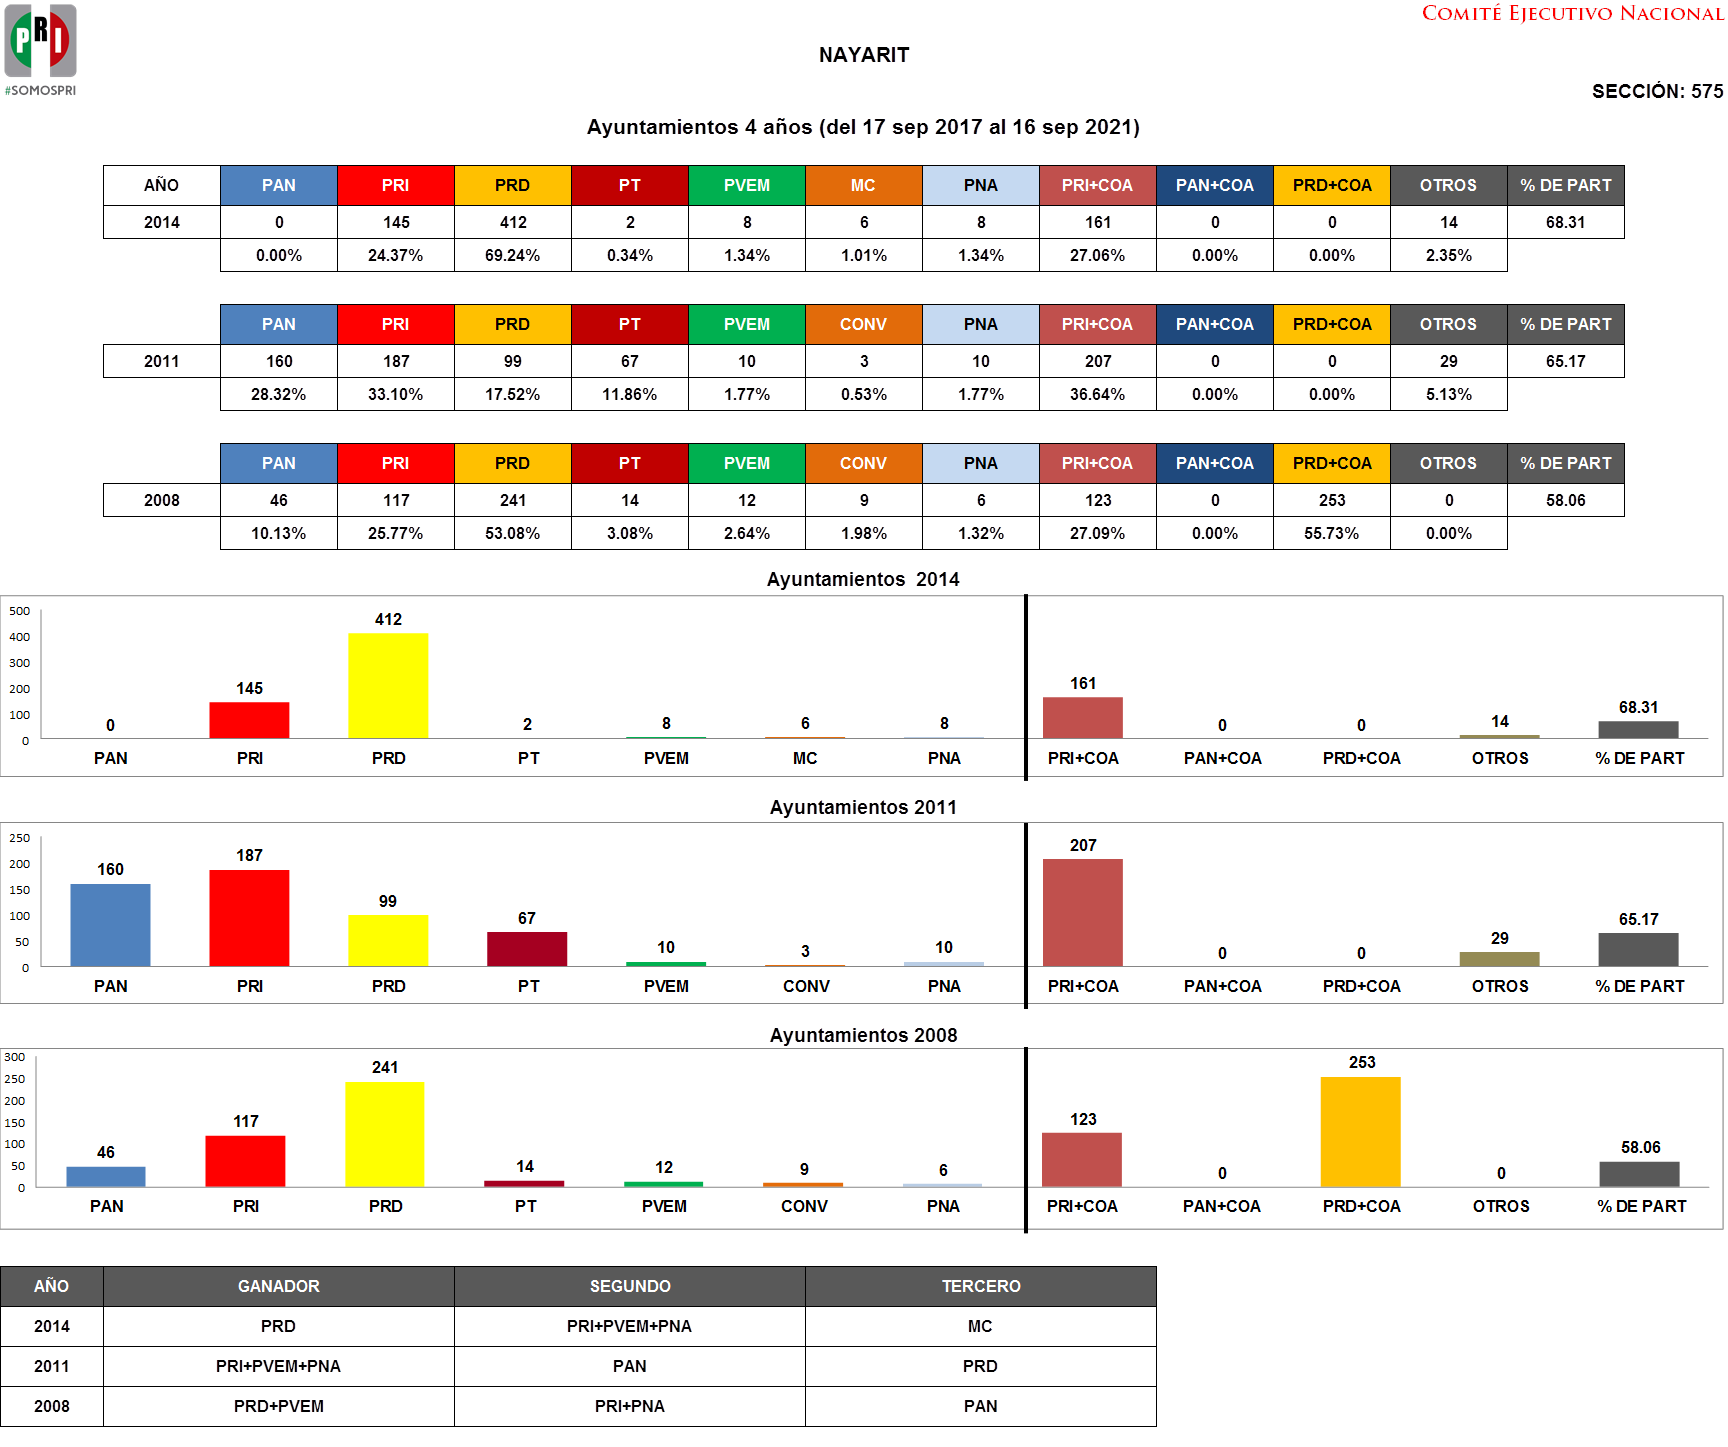 COMITÉ EJECUTIVO NACIONAL
PRI
#SOMOSPRI
NAYARIT
SECCIÓN: 575
Ayuntamientos 4 años (del 17 sep 2017 al 16 sep 2021)
AÑO PAN PRI PRD PT PVEM MC PNA PRI+COA PAN+COA PRD+COA OTROS % DE PART
2014 0 145 412 2 8 6 8 161 0 0 14 68.31
0.00% 24.37% 69.24% 0.34% 1.34% 1.01% 1.34% 27.06% 0.00% 0.00% 2.35%
PAN PRI PRD PT PVEM CONV PNA PRI+COA PAN+COA PRD+COA OTROS % DE PART
2011 160 187 99 67 10 3 10 207 0 0 29 65.17
28.32% 33.10% 17.52% 11.86% 1.77% 0.53% 1.77% 36.64% 0.00% 0.00% 5.13%
PAN PRI PRD PT PVEM CONV PNA PRI+COA PAN+COA PRD+COA OTROS % DE PART
2008 46 117 241 14 12 9 6 123 0 253 0 58.06
10.13% 25.77% 53.08% 3.08% 2.64% 1.98% 1.32% 27.09% 0.00% 55.73% 0.00%
Ayuntamientos 2014
500
400
300
200
100
0
0 145 412 2 8 6 8 161 0 0 14 68.31
PAN PRI PRD PT PVEM MC PNA PRI+COA PAN+COA PRD+COA OTROS % DE PART
Ayuntamientos 2011
250
200
150
100
50
0
160 187 99 67 10 3 10 207 0 0 29 65.17
PAN PRI PRD PT PVEM CONV PNA PRI+COA PAN+COA PRD+COA OTROS % DE PART
Ayuntamientos 2008
300
250
200
150
100
50
0
46 117 241 14 12 9 6 123 0 253 0 58.06
PAN PRI PRD PT PVEM CONV PNA PRI+COA PAN+COA PRD+COA OTROS % DE PART
AÑO GANADOR SEGUNDO TERCERO
2014 PRD PRI+PVEM+PNA MC
2011 PRI+PVEM+PNA PAN PRD
2008 PRD+PVEM PRI+PNA PAN